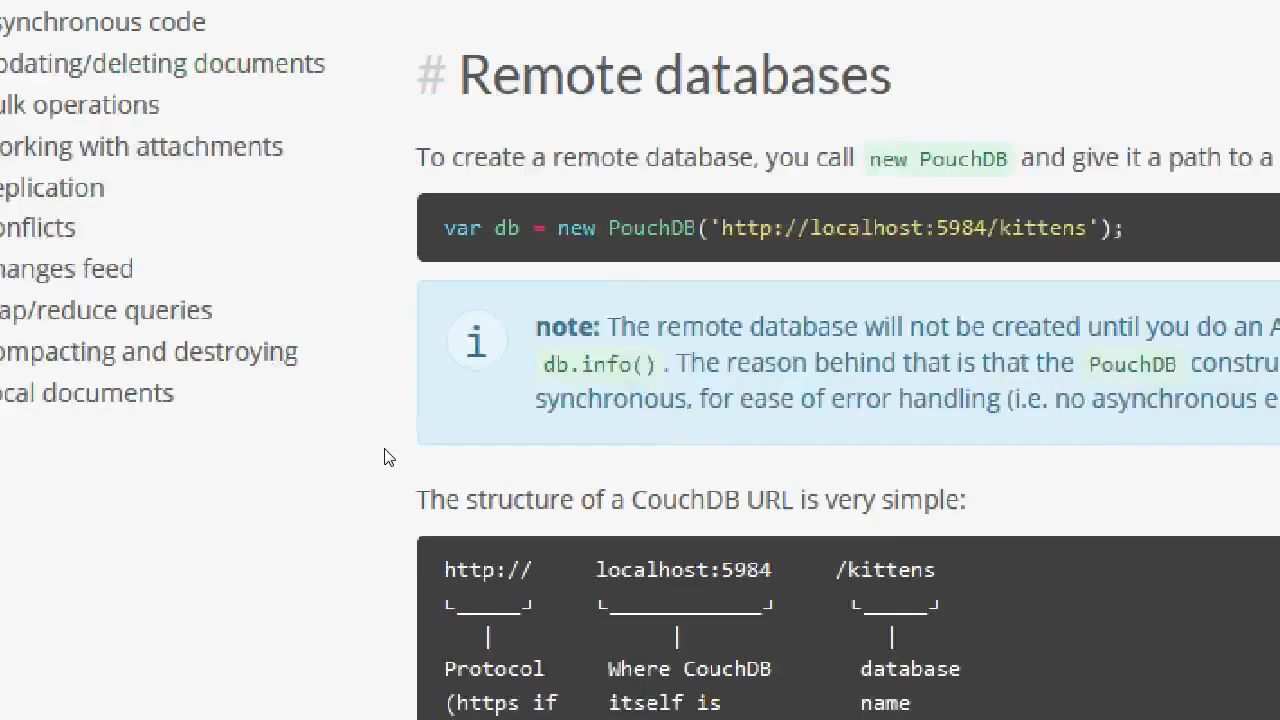 synchronous code
pdating/deleting documents
ulk operations
orking with attachments
eplication
onflicts
hanges feed
ap/reduce queries
ompacting and destroying
ocal documents
# Remote databases
To create a remote database, you call new PouchDB and give it a path to a
var db = new PouchDB('http://localhost:5984/kittens');
i
note: The remote database will not be created until you do an A
db.info() . The reason behind that is that the PouchDB constru
synchronous, for ease of error handling (i.e. no asynchronous e
The structure of a CouchDB URL is very simple:
http:// localhost:5984 /kittens
Protocol Where CouchDB database
(https if itself is name